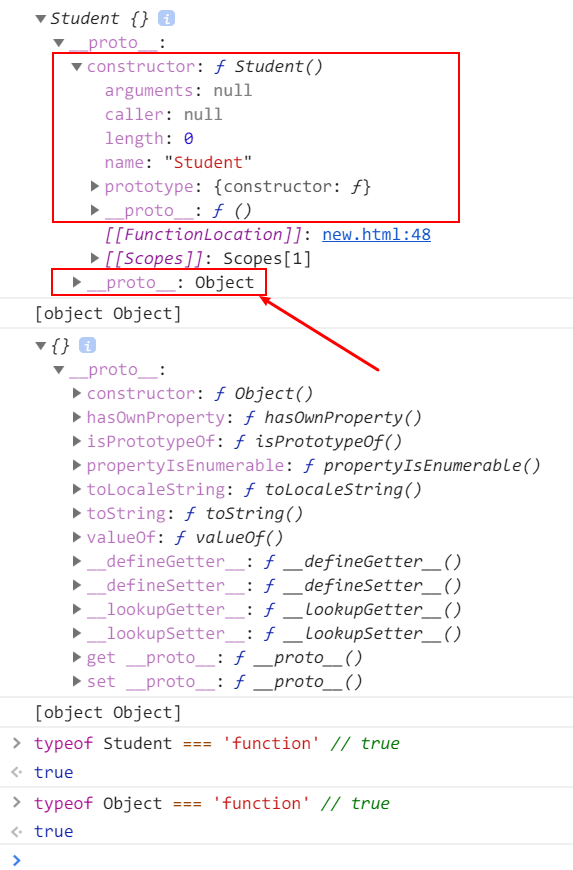 Student {} i
__proto__:
constructor: ƒ Student()
arguments: null
caller: null
length: 0
name: "Student"
prototype: {constructor: ƒ}
__proto__: ƒ ()
[[FunctionLocation]]: new.html:48
[[Scopes]]: Scopes[1]
__proto__: Object
[object Object]
{} i
__proto__:
constructor: ƒ Object()
hasOwnProperty: ƒ hasOwnProperty()
isPrototypeOf: ƒ isPrototypeOf()
propertyIsEnumerable: ƒ propertyIsEnumerable()
toLocaleString: ƒ toLocaleString()
toString: ƒ toString()
valueOf: ƒ valueOf()
__defineGetter__: ƒ __defineGetter__()
__defineSetter__: ƒ __defineSetter__()
__lookupGetter__: ƒ __lookupGetter__()
__lookupSetter__: ƒ __lookupSetter__()
get __proto__: ƒ __proto__()
set __proto__: ƒ __proto__()
[object Object]
typeof Student === 'function' // true
true
typeof Object === 'function' // true
true